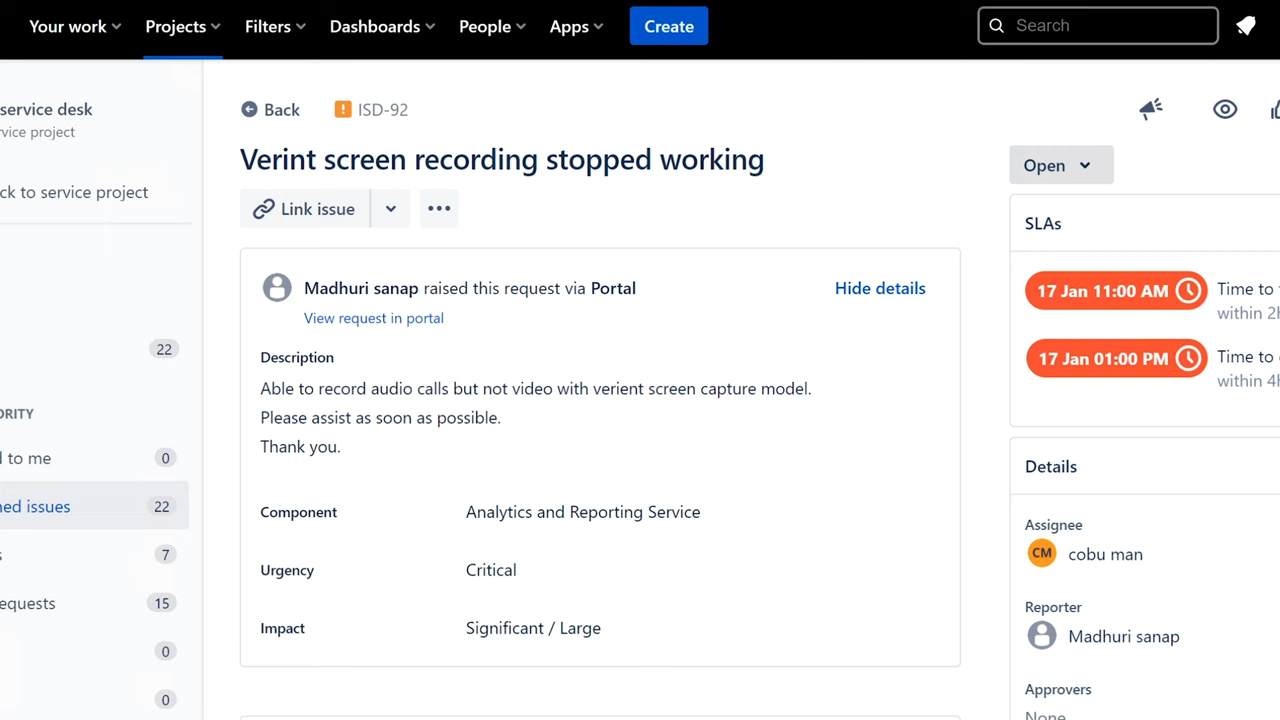 Your work Projects Filters Dashboards People Apps Create Search
service desk
rvice project
ck to service project
22
ORITY
d to me 0
ned issues 22
s 7
equests 15
0
0
Back ISD-92
Verint screen recording stopped working
Link issue
Madhuri sanap raised this request via Portal Hide details
View request in portal
Description
Able to record audio calls but not video with verient screen capture model.
Please assist as soon as possible.
Thank you.
Component Analytics and Reporting Service
Urgency Critical
Impact Significant / Large
Open
SLAs
17 Jan 11:00 AM Time to
within 2h
17 Jan 01:00 PM Time to
within 4h
Details
Assignee
CM cobu man
Reporter
Madhuri sanap
Approvers
None